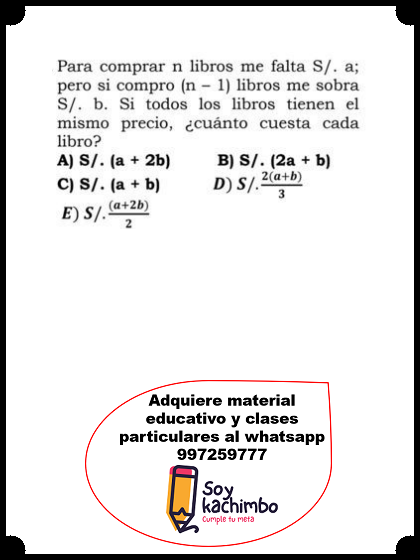 Para comprar n libros me falta S/. a;
pero si compro (n – 1) libros me sobra
S/. b. Si todos los libros tienen el
mismo precio, ¿cuánto cuesta cada
libro?
A) S/. (a + 2b) B) S/. (2a + b)
C) S/. (a + b) D) S/. 2(a+b)/3
E) S/. (a+2b)/2
Adquiere material
educativo y clases
particulares al whatsapp
997259777
Soy
kachimbo
Cumple tu meta